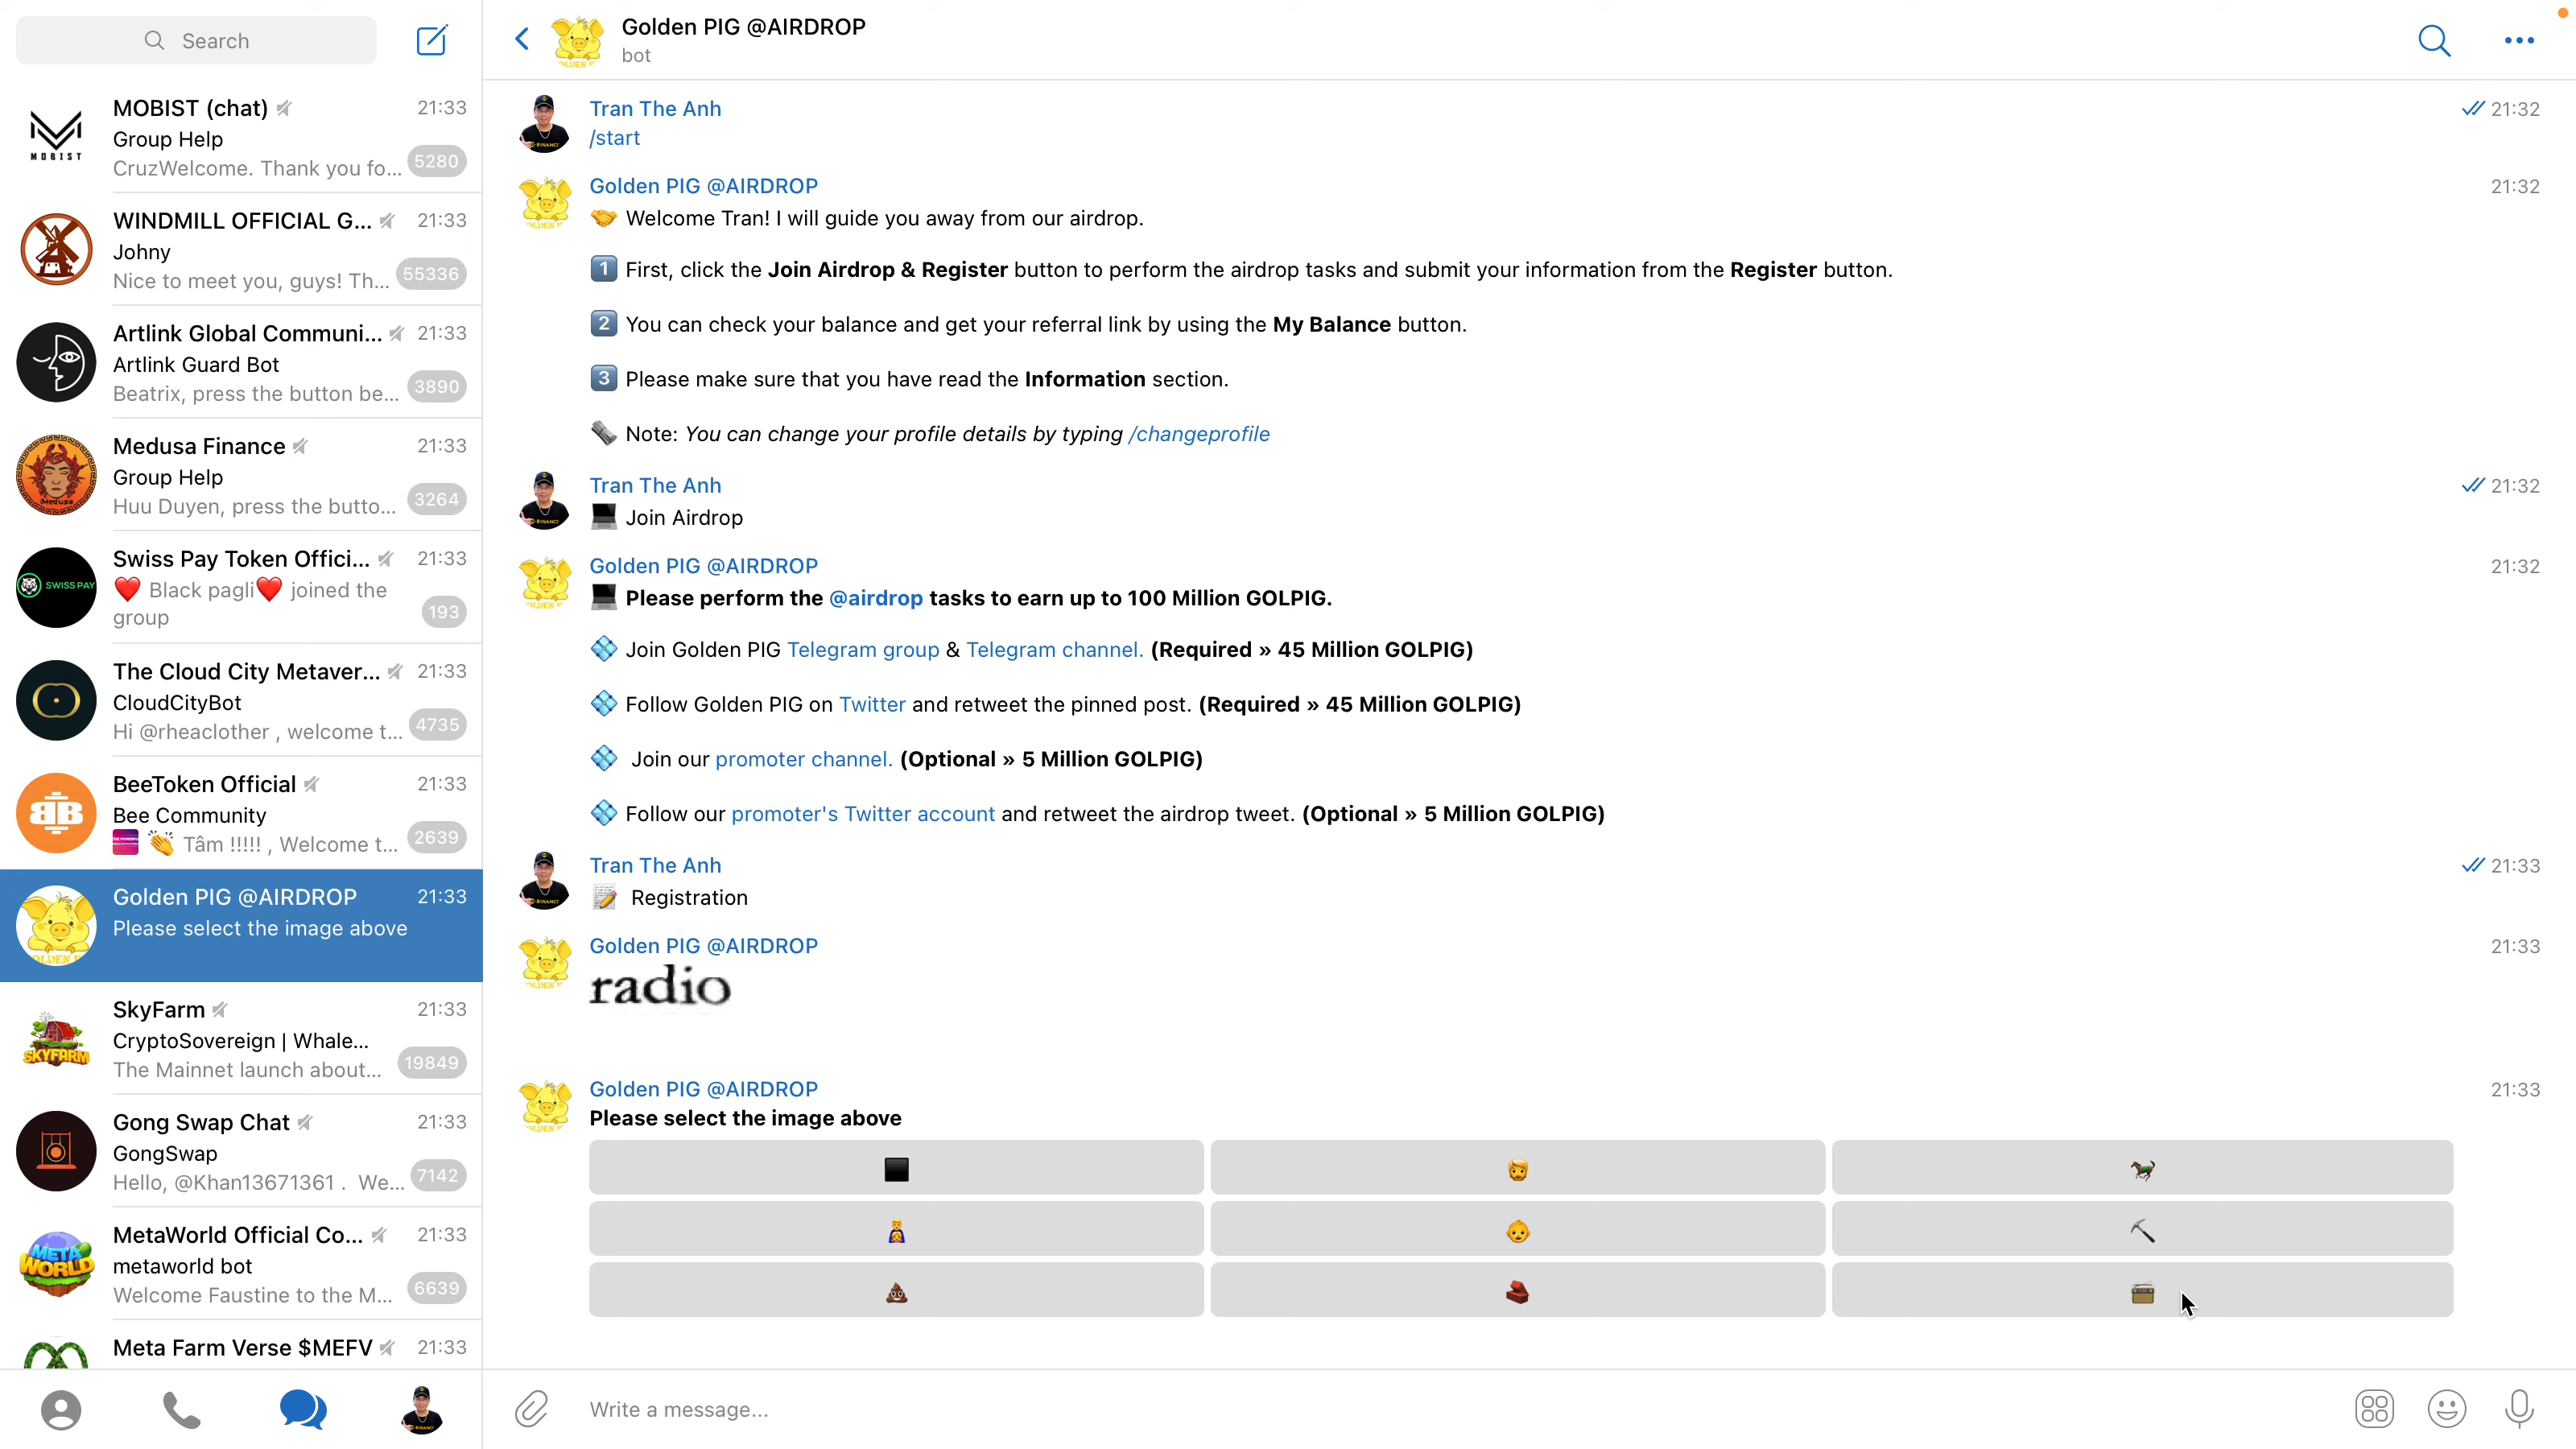 Search
MOBIST (chat) 21:33
Group Help
CruzWelcome. Thank you fo... 5280
WINDMILL OFFICIAL G... 21:33
Johny
Nice to meet you, guys! Th... 55336
Artlink Global Communi... 21:33
Artlink Guard Bot
Beatrix, press the button be... 3890
Medusa Finance 21:33
Group Help
Huu Duyen, press the butto... 3264
SWISS PAY
Swiss Pay Token Offici... 21:33
❤️ Black pagli❤️ joined the
group 193
The Cloud City Metaver... 21:33
CloudCityBot
Hi @rheaclother , welcome t... 4735
BeeToken Official 21:33
Bee Community
👏 Tâm !!!!! , Welcome t... 2639
Golden PIG @AIRDROP 21:33
Please select the image above
SKYFARM
SkyFarm 21:33
CryptoSovereign | Whale...
The Mainnet launch about... 19849
Gong Swap Chat 21:33
GongSwap
Hello, @Khan13671361 . We... 7142
META WORLD
MetaWorld Official Co... 21:33
metaworld bot
Welcome Faustine to the M... 6639
Meta Farm Verse $MEFV 21:33
Golden PIG @AIRDROP
bot
Tran The Anh 21:32
/start
Golden PIG @AIRDROP 21:32
🤝 Welcome Tran! I will guide you away from our airdrop.
1️⃣ First, click the Join Airdrop & Register button to perform the airdrop tasks and submit your information from the Register button.
2️⃣ You can check your balance and get your referral link by using the My Balance button.
3️⃣ Please make sure that you have read the Information section.
🗞 Note: You can change your profile details by typing /changeprofile
Tran The Anh 21:32
💻 Join Airdrop
Golden PIG @AIRDROP 21:32
💻 Please perform the @airdrop tasks to earn up to 100 Million GOLPIG.
💠 Join Golden PIG Telegram group & Telegram channel. (Required » 45 Million GOLPIG)
💠 Follow Golden PIG on Twitter and retweet the pinned post. (Required » 45 Million GOLPIG)
💠 Join our promoter channel. (Optional » 5 Million GOLPIG)
💠 Follow our promoter's Twitter account and retweet the airdrop tweet. (Optional » 5 Million GOLPIG)
Tran The Anh 21:33
📝 Registration
Golden PIG @AIRDROP 21:33
radio
Golden PIG @AIRDROP 21:33
Please select the image above
Write a message...